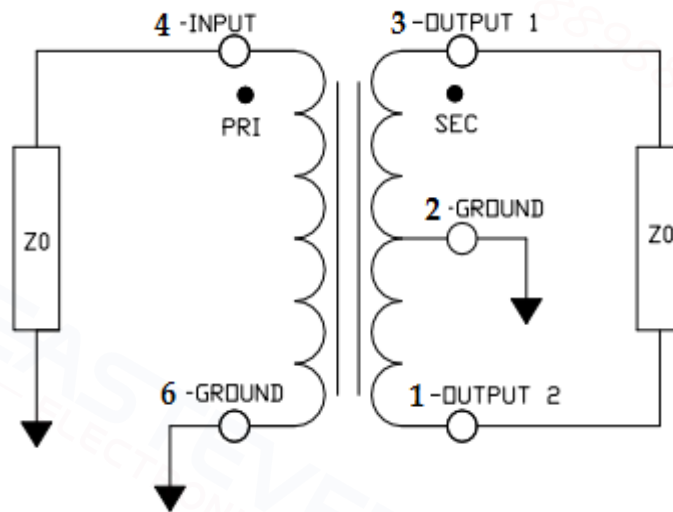 4 -INPUT
3-OUTPUT 1
PRI
SEC
Z0
2 -GROUND
Z0
6 -GROUND
1-OUTPUT 2